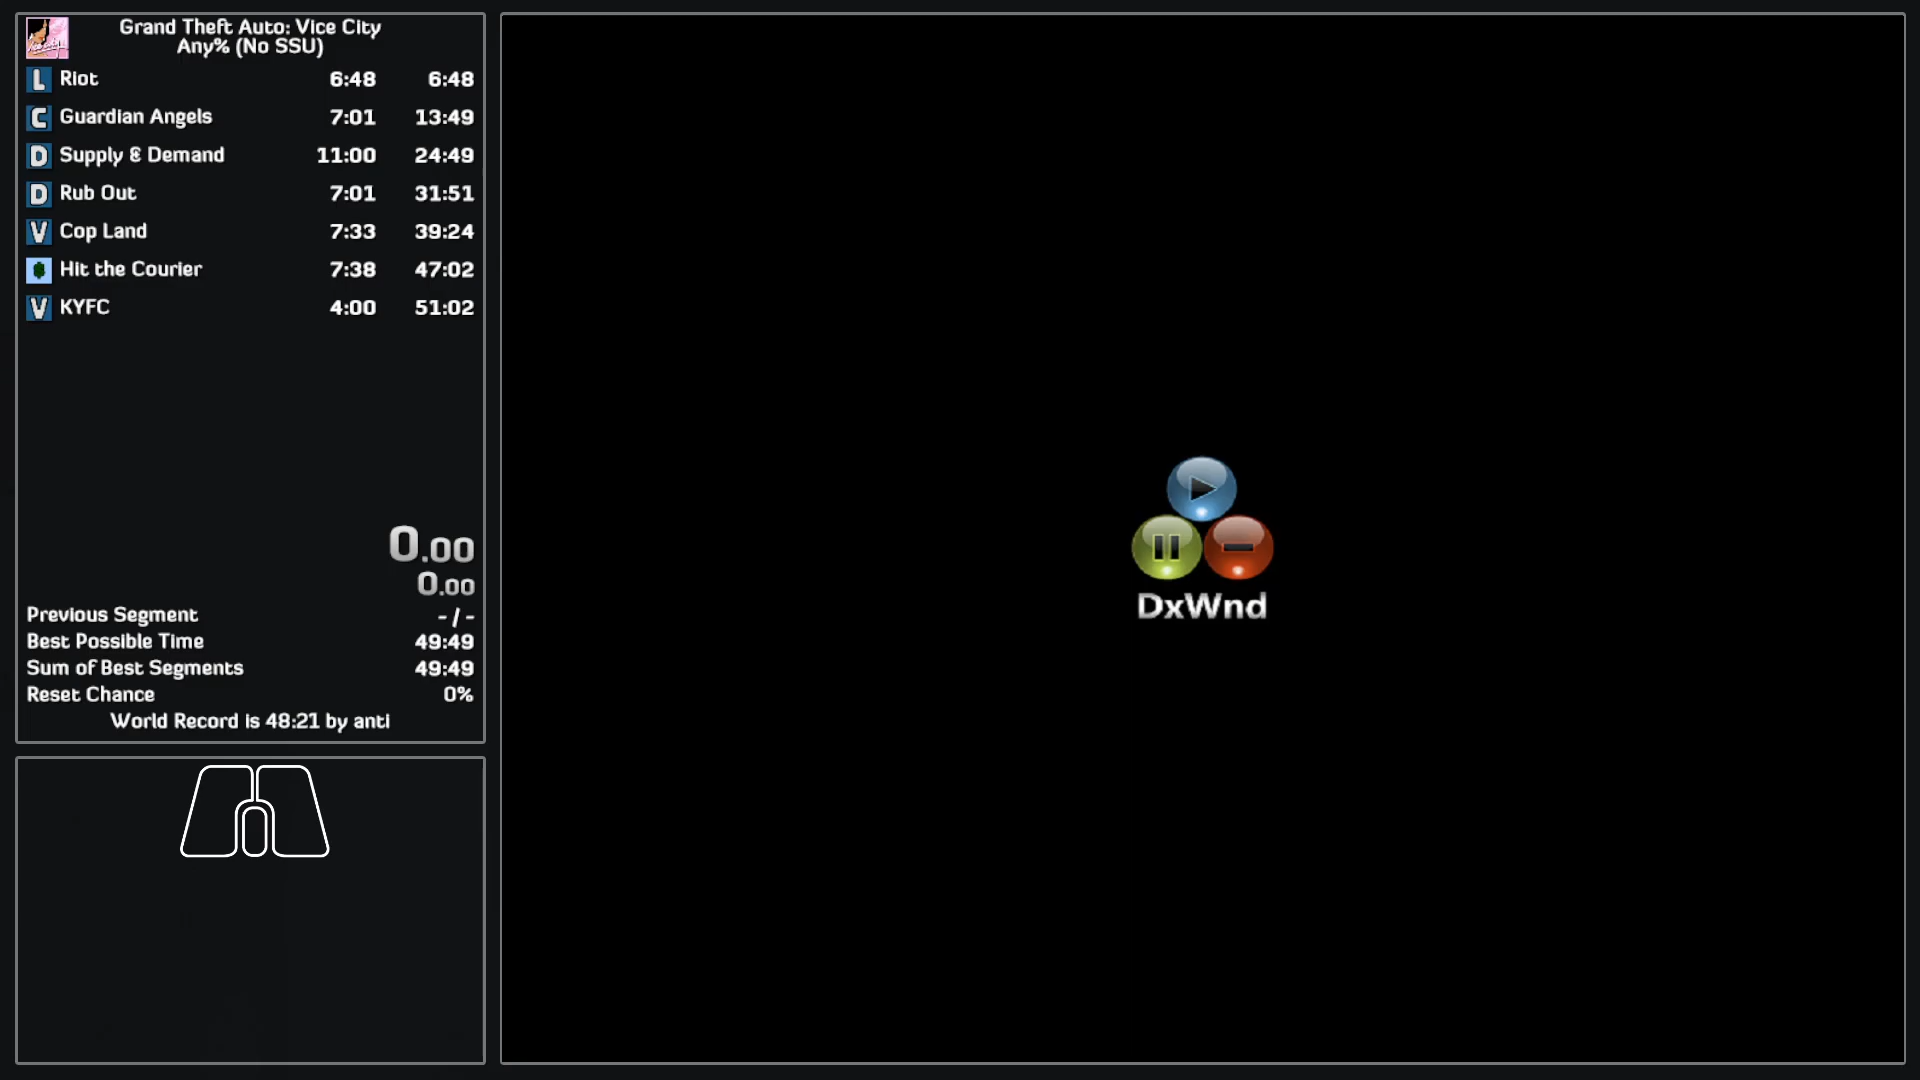 Grand Theft Auto: Vice City
Any% (No SSU)
L Riot 6:48 6:48
C Guardian Angels 7:01 13:49
D Supply & Demand 11:00 24:49
D Rub Out 7:01 31:51
V Cop Land 7:33 39:24
Hit the Courier 7:38 47:02
V KYFC 4:00 51:02
0.00
0.00
Previous Segment - / -
Best Possible Time 49:49
Sum of Best Segments 49:49
Reset Chance 0%
World Record is 48:21 by anti
DxWnd